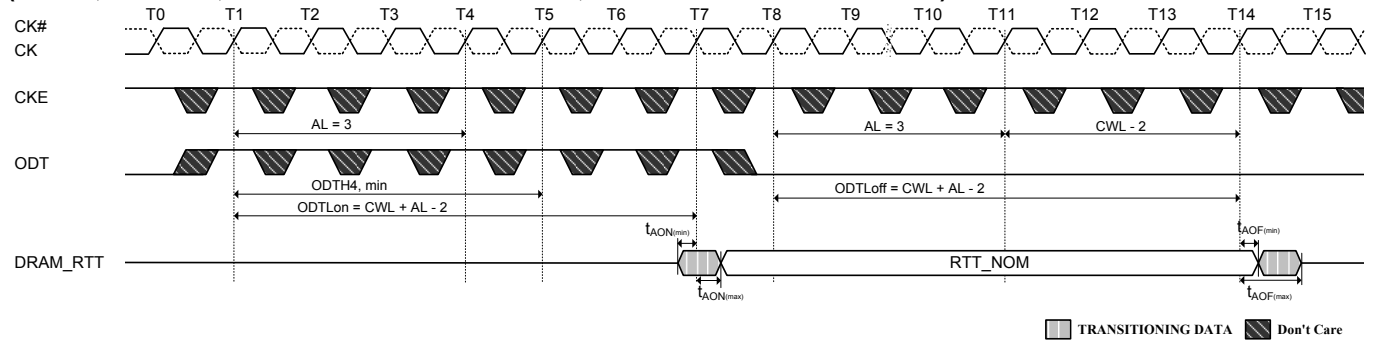 T0 T1 T2 T3 T4 T5 T6 T7 T8 T9 T10 T11 T12 T13 T14 T15
CK#
CK
CKE
AL = 3 AL = 3 CWL - 2
ODT
ODTH4, min ODTLoff = CWL + AL - 2
ODTLon = CWL + AL - 2
tAON(min) tAOF(min)
DRAM_RTT RTT_NOM
tAON(max) tAOF(max)
TRANSITIONING DATA Don't Care